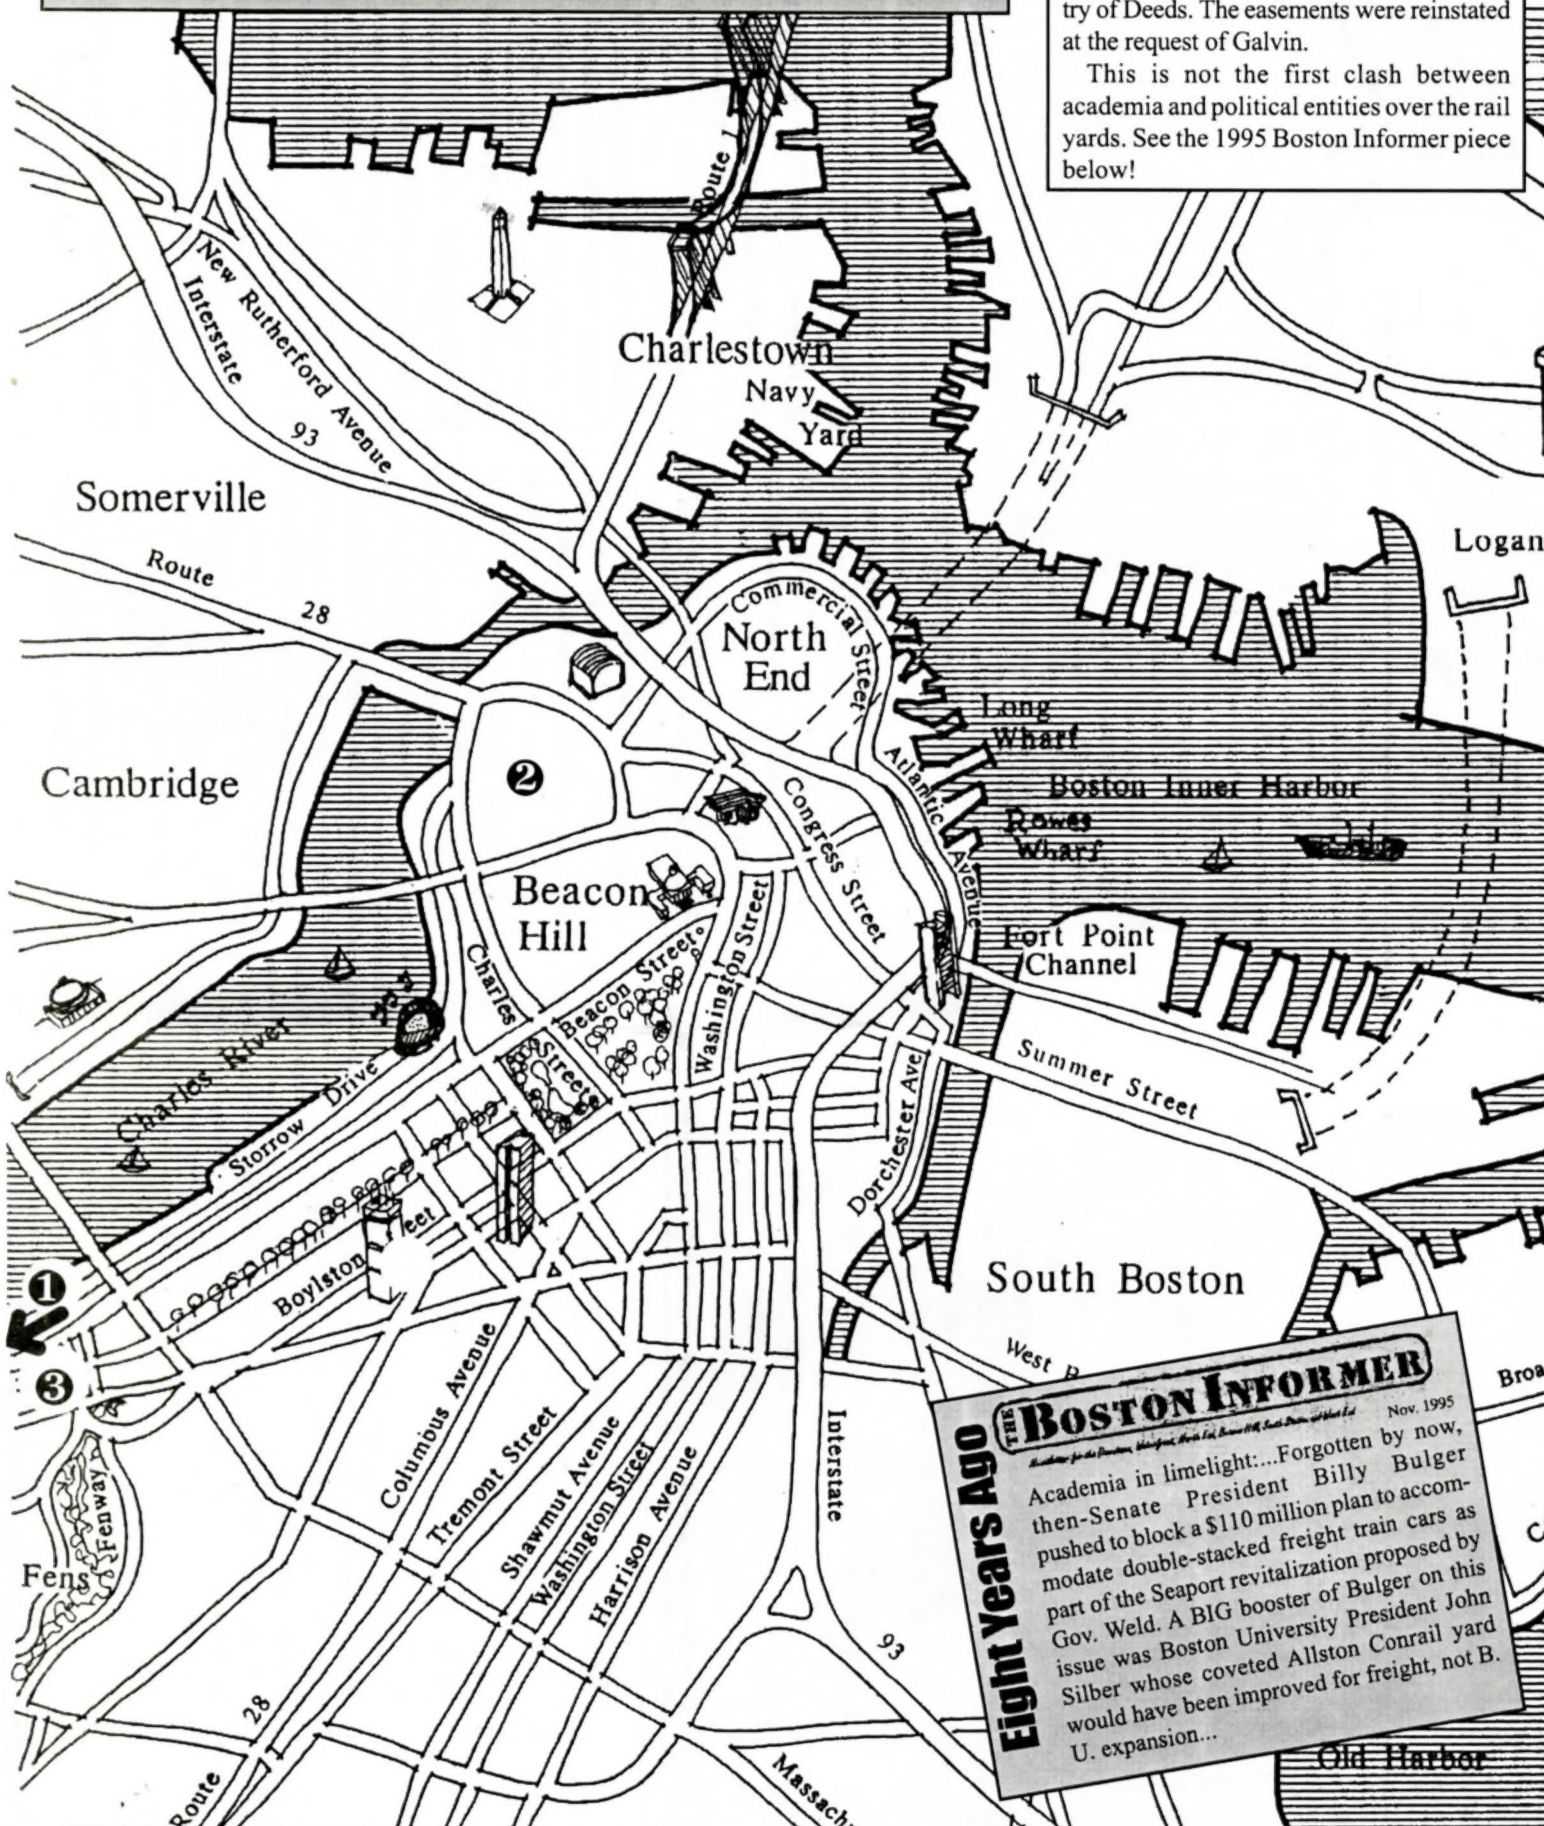 try of Deeds. The easements were reinstated
at the request of Galvin.
This is not the first clash between
academia and political entities over the rail
yards. See the 1995 Boston Informer piece
below!
Route 1
New Rutherford Avenue
Interstate
93
Charlestown
Navy
Yard
Somerville
Route
28
Logan
Commercial Street
North
End
Long
Wharf
Cambridge
2
Atlantic Avenue
Boston Inner Harbor
Rowes
Wharf
Congress Street
Beacon
Hill
Washington Street
Fort Point
Channel
Charles Street
Beacon Street
Charles River
Storrow Drive
Summer Street
Dorchester Ave
1
3
Boylston
eet
South Boston
West B
Broa
Columbus Avenue
Tremont Street
Shawmut Avenue
Washington Street
Harrison Avenue
Interstate
93
Fenway
Fens
28
Route
Massach
Old Harbor
Eight Years Ago
THE BOSTON INFORMER
Nov. 1995
Academia in limelight:...Forgotten by now,
then-Senate President Billy Bulger
pushed to block a $110 million plan to accom-
modate double-stacked freight train cars as
part of the Seaport revitalization proposed by
Gov. Weld. A BIG booster of Bulger on this
issue was Boston University President John
Silber whose coveted Allston Conrail yard
would have been improved for freight, not B.
U. expansion...